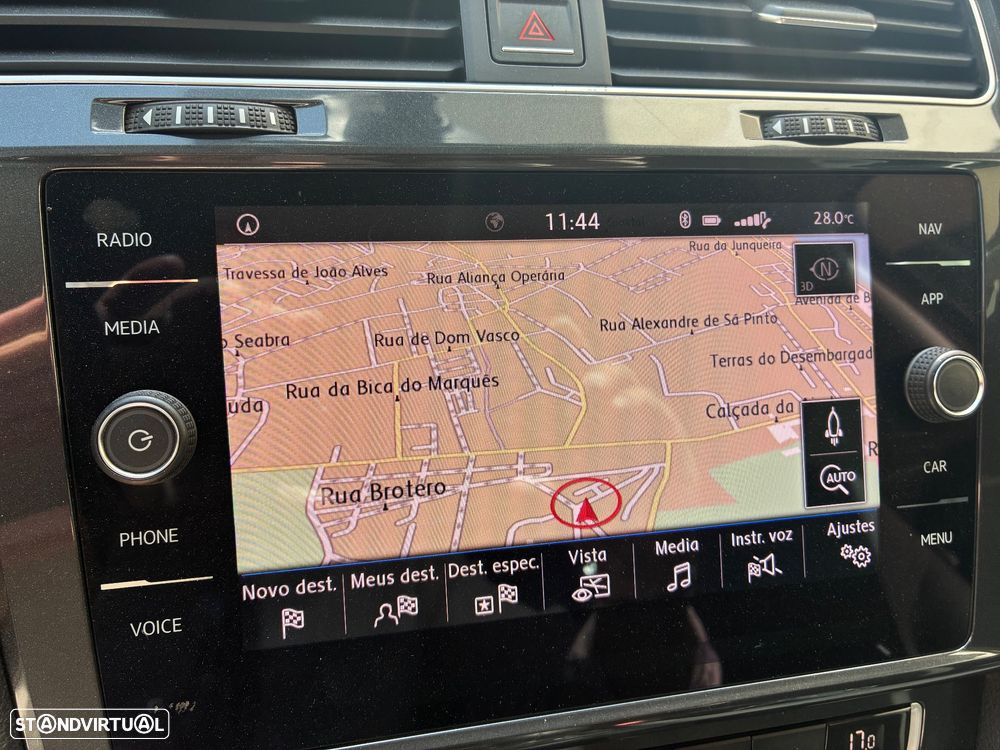 11:44
28.0°C
RADIO
MEDIA
PHONE
VOICE
Rua da Junqueira
Travessa de João Alves
Rua Aliança Operária
N
3D
Avenida de B
Seabra
Rua de Dom Vasco
Rua Alexandre de Sá Pinto
Terras do Desembargad
Rua da Bica do Marquês
uda
Calçada da
R
AUTO
Rua Brotero
Novo dest.
Meus dest.
Dest. espec.
Vista
Media
Instr. voz
Ajustes
NAV
APP
CAR
MENU
17.0
STANDVIRTUAL